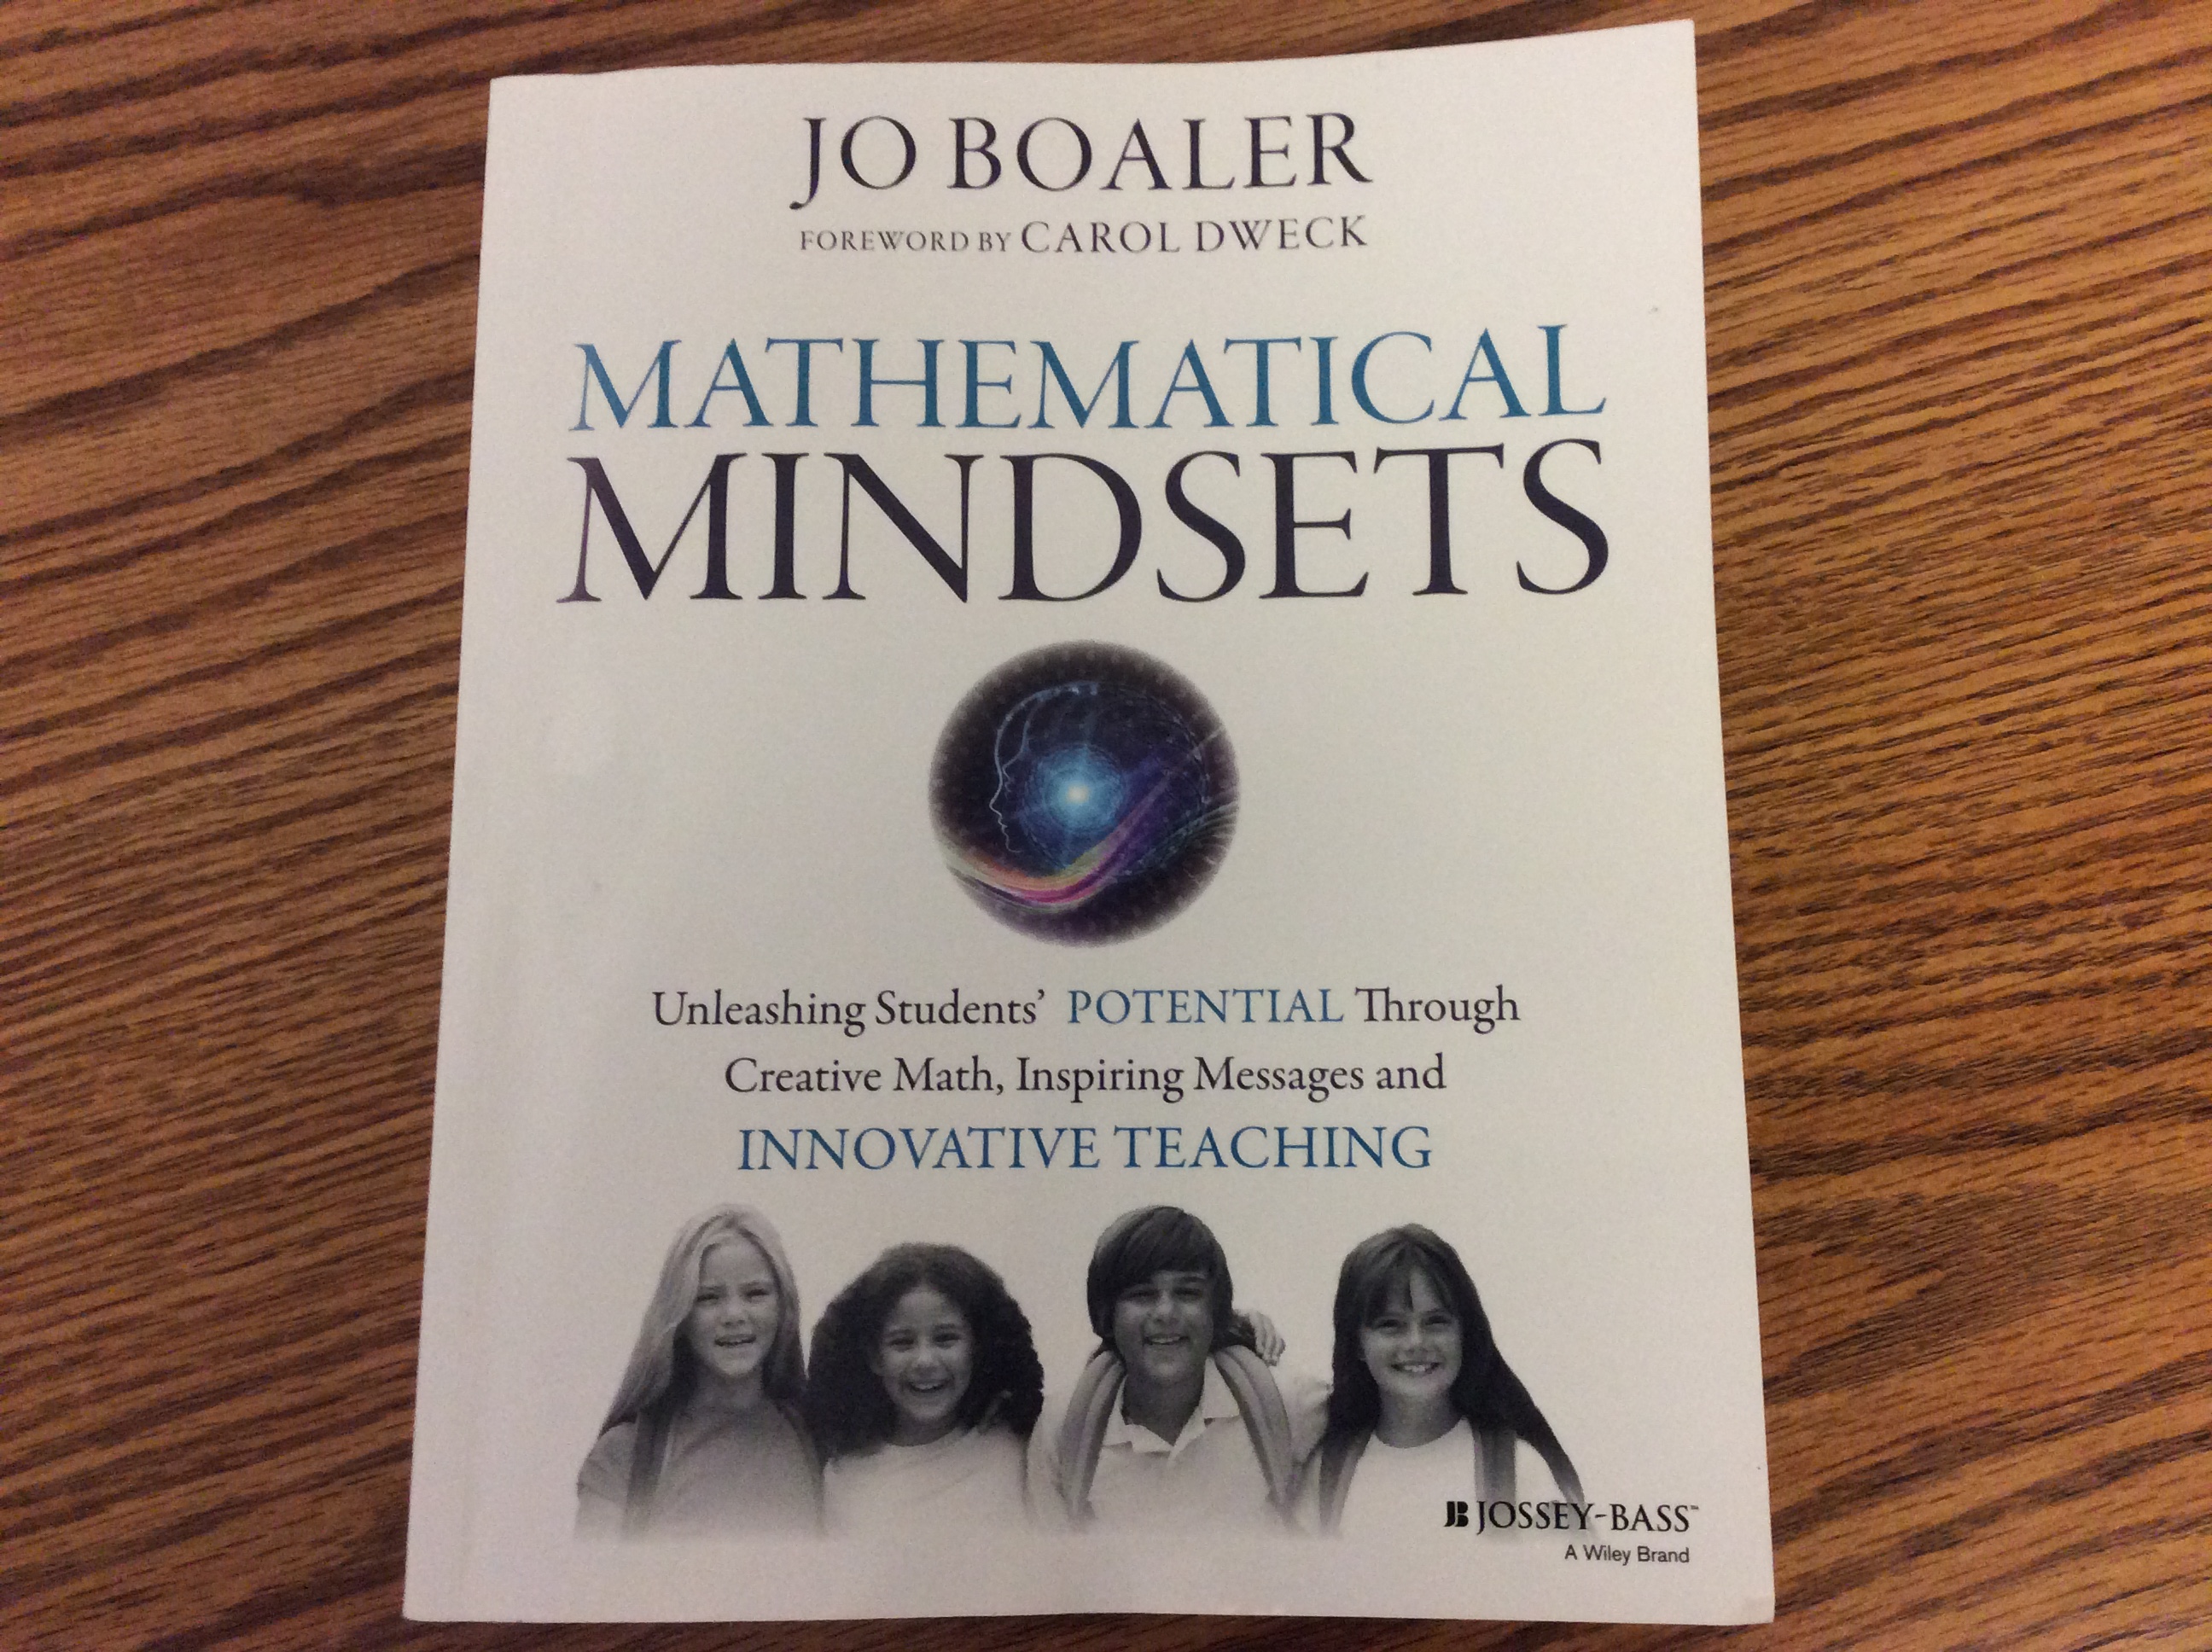 JO BOALER
FOREWORD BY CAROL DWECK
MATHEMATICAL
MINDSETS
Unleashing Students’ POTENTIAL Through
Creative Math, Inspiring Messages and
INNOVATIVE TEACHING
JB JOSSEY-BASS™
A Wiley Brand